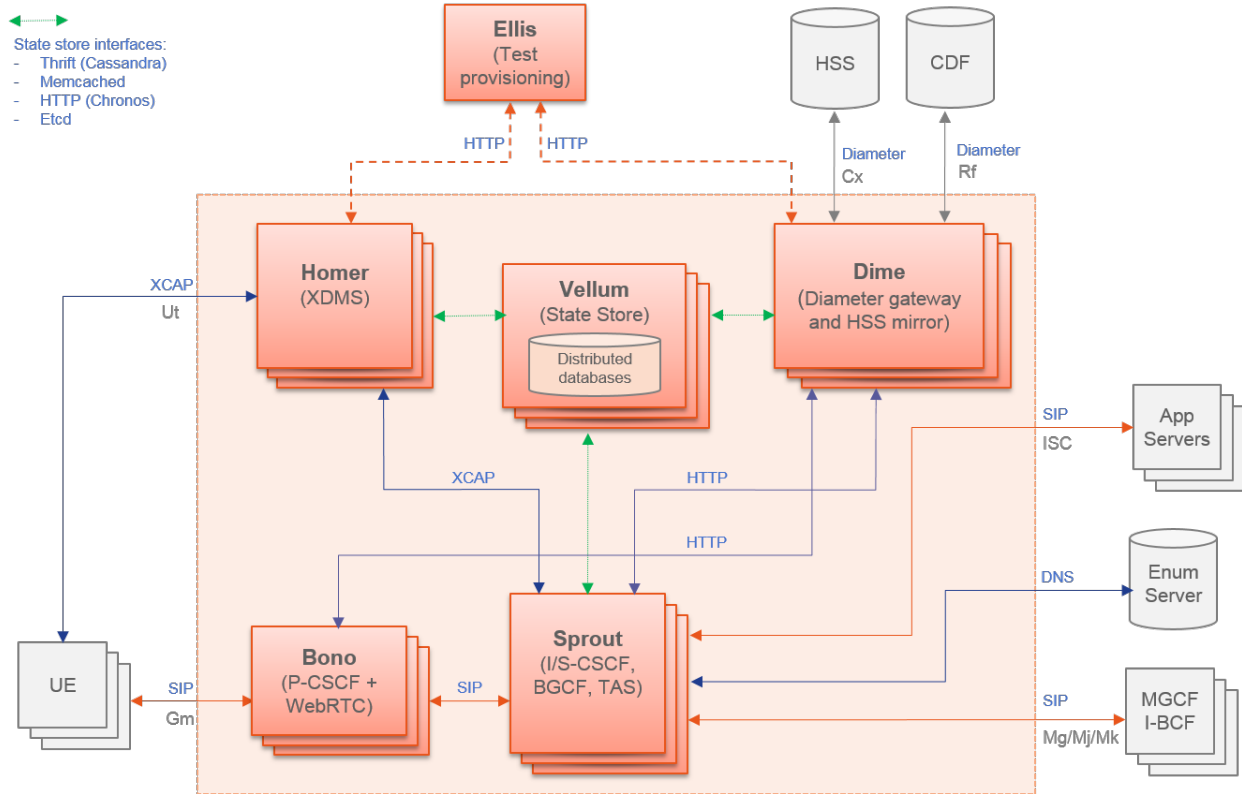 State store interfaces:
- Thrift (Cassandra)
- Memcached
- HTTP (Chronos)
- Etcd
Ellis
(Test
provisioning)
HSS
CDF
HTTP
HTTP
Diameter
Cx
Diameter
Rf
Homer
(XDMS)
Vellum
(State Store)
Distributed
databases
Dime
(Diameter gateway
and HSS mirror)
XCAP
Ut
SIP
ISC
App
Servers
XCAP
HTTP
HTTP
DNS
Enum
Server
UE
SIP
Gm
Bono
(P-CSCF +
WebRTC)
SIP
Sprout
(I/S-CSCF,
BGCF, TAS)
SIP
Mg/Mj/Mk
MGCF
I-BCF